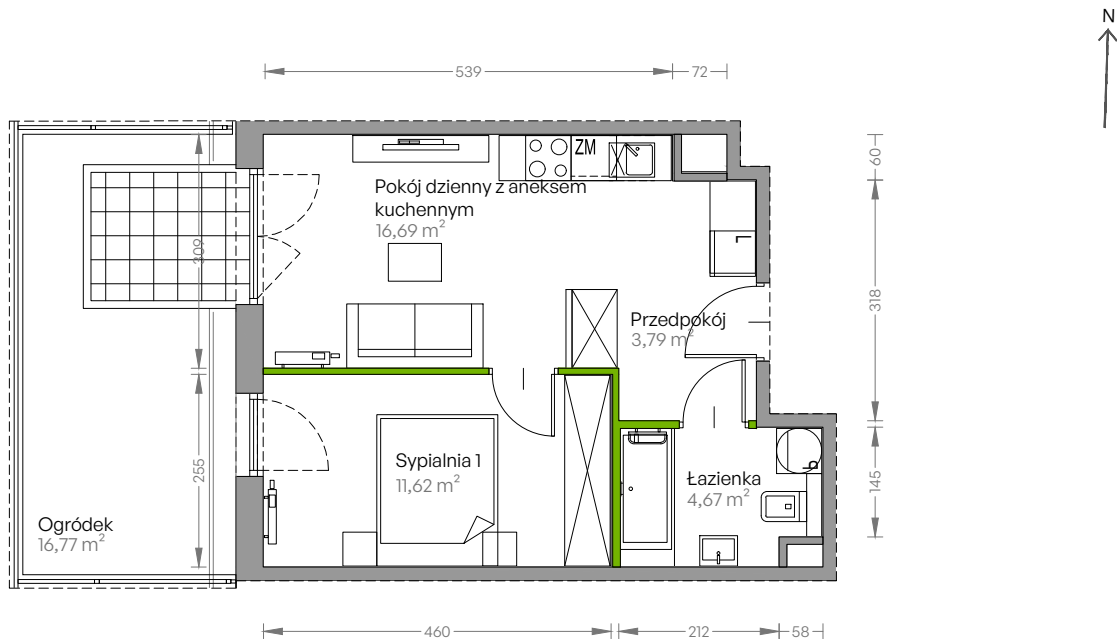 N
539
72
ZM
60
Pokój dzienny z aneksem
kuchennym
16,69 m²
309
L
318
Przedpokój
3,79 m²
255
Sypialnia 1
11,62 m²
Łazienka
4,67 m²
145
Ogródek
16,77 m²
460
212
58